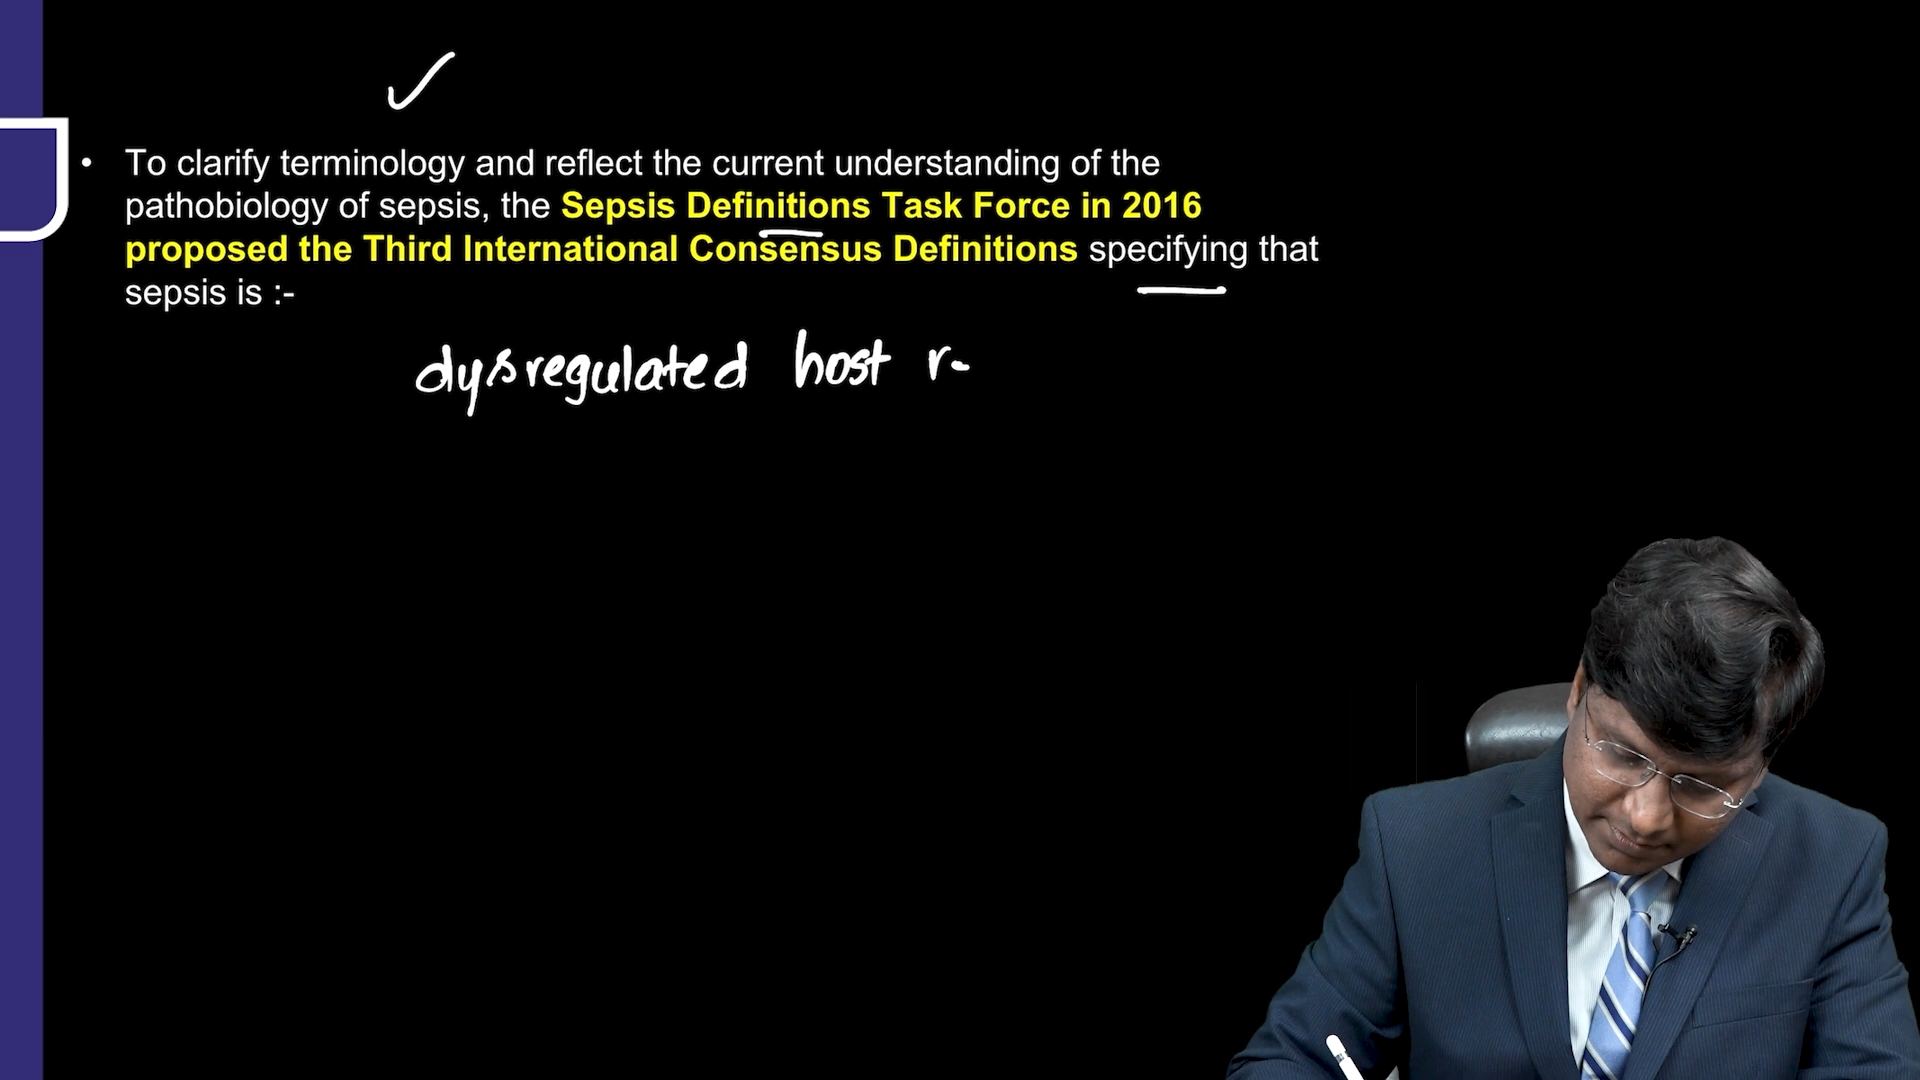 • To clarify terminology and reflect the current understanding of the
pathobiology of sepsis, the Sepsis Definitions Task Force in 2016
proposed the Third International Consensus Definitions specifying that
sepsis is :-
dysregulated host r